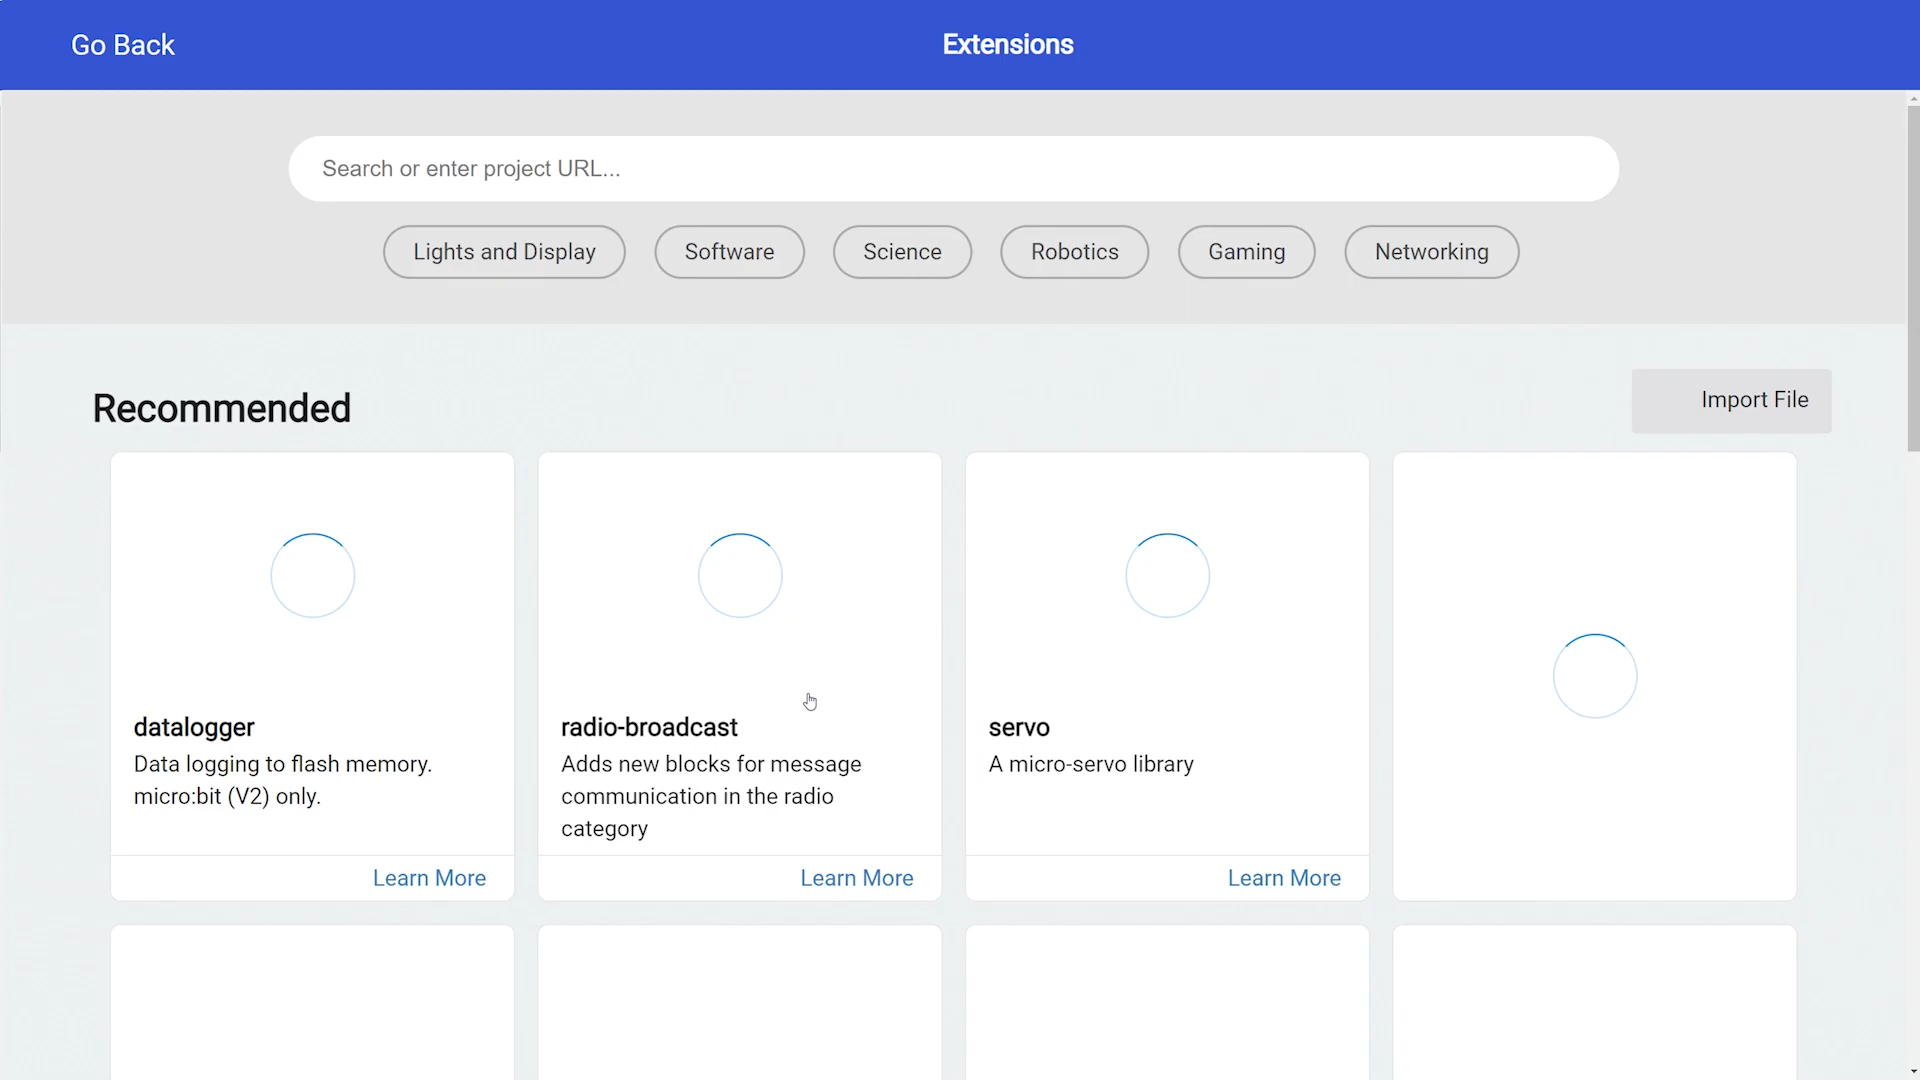 Go Back
Extensions
Search or enter project URL...
Lights and Display
Software
Science
Robotics
Gaming
Networking
Recommended
Import File
datalogger
Data logging to flash memory.
micro:bit (V2) only.
Learn More
radio-broadcast
Adds new blocks for message
communication in the radio
category
Learn More
servo
A micro-servo library
Learn More